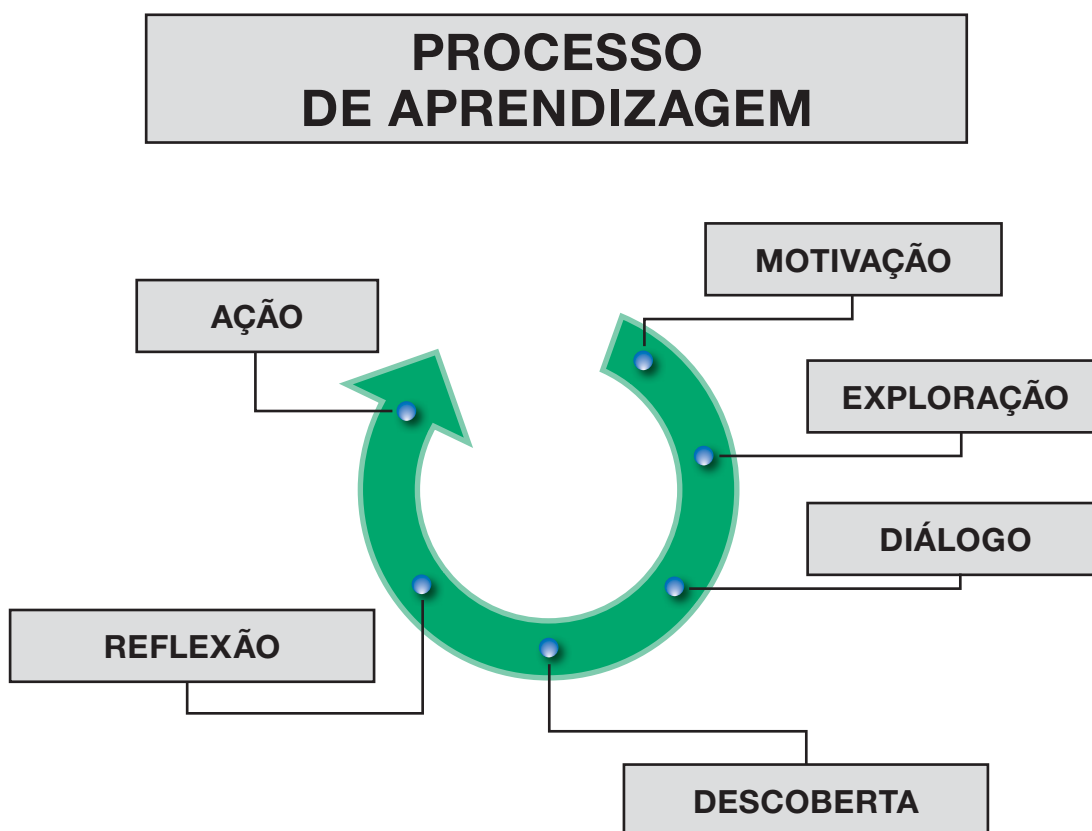 PROCESSO
DE APRENDIZAGEM
MOTIVAÇÃO
EXPLORAÇÃO
DIÁLOGO
DESCOBERTA
REFLEXÃO
AÇÃO